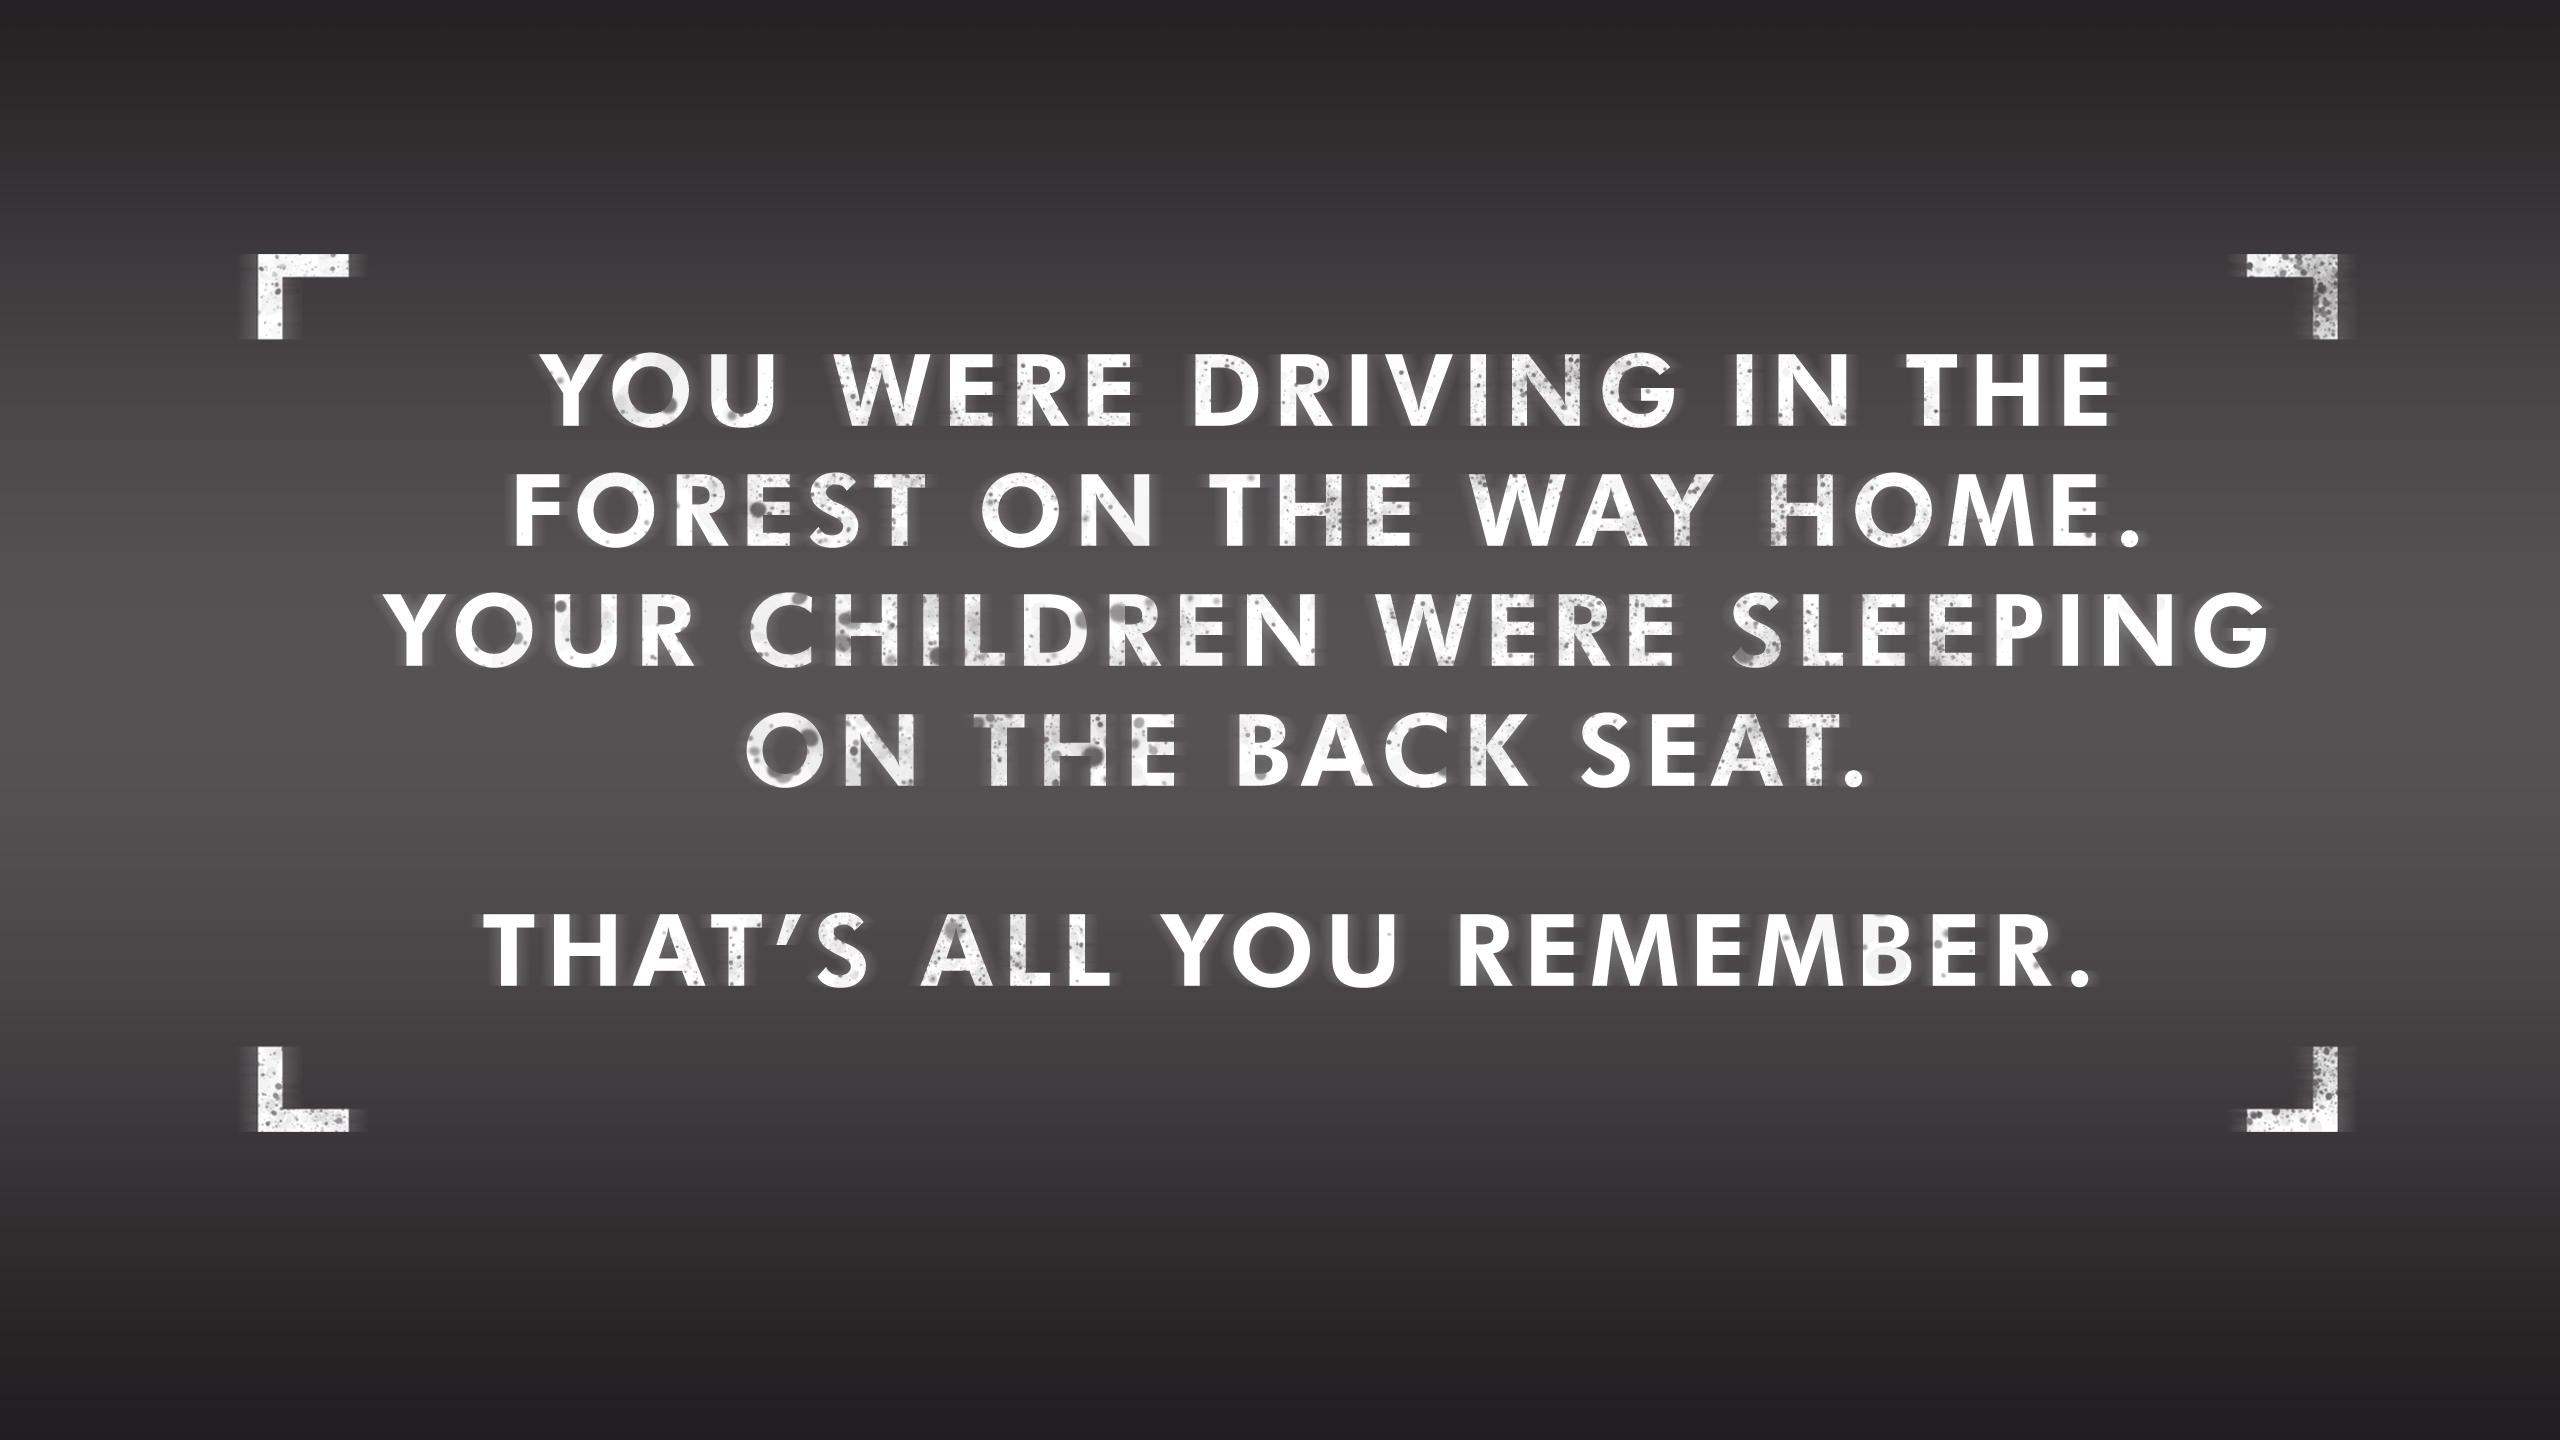 YOU WERE DRIVING IN THE
FOREST ON THE WAY HOME.
YOUR CHILDREN WERE SLEEPING
ON THE BACK SEAT.
THAT’S ALL YOU REMEMBER.